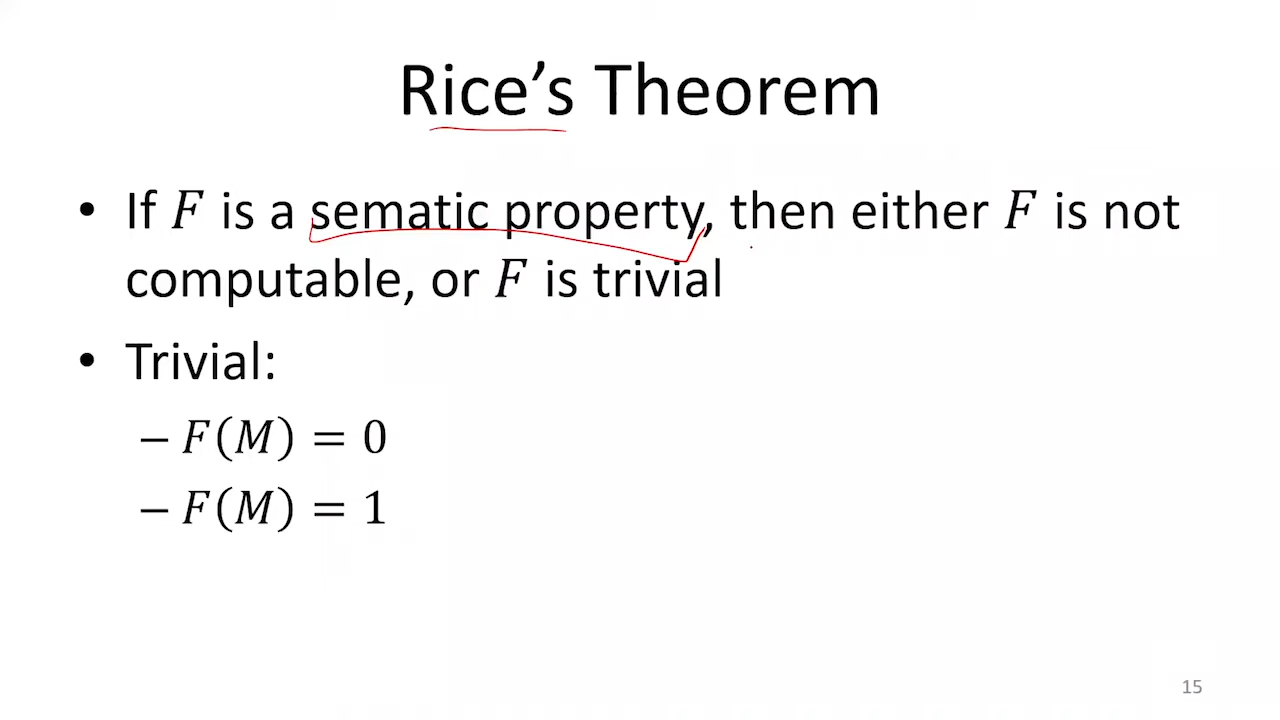 Rice’s Theorem
• If 𝐹 is a sematic property, then either 𝐹 is not
computable, or 𝐹 is trivial
• Trivial:
– 𝐹(𝑀) = 0
– 𝐹(𝑀) = 1
15